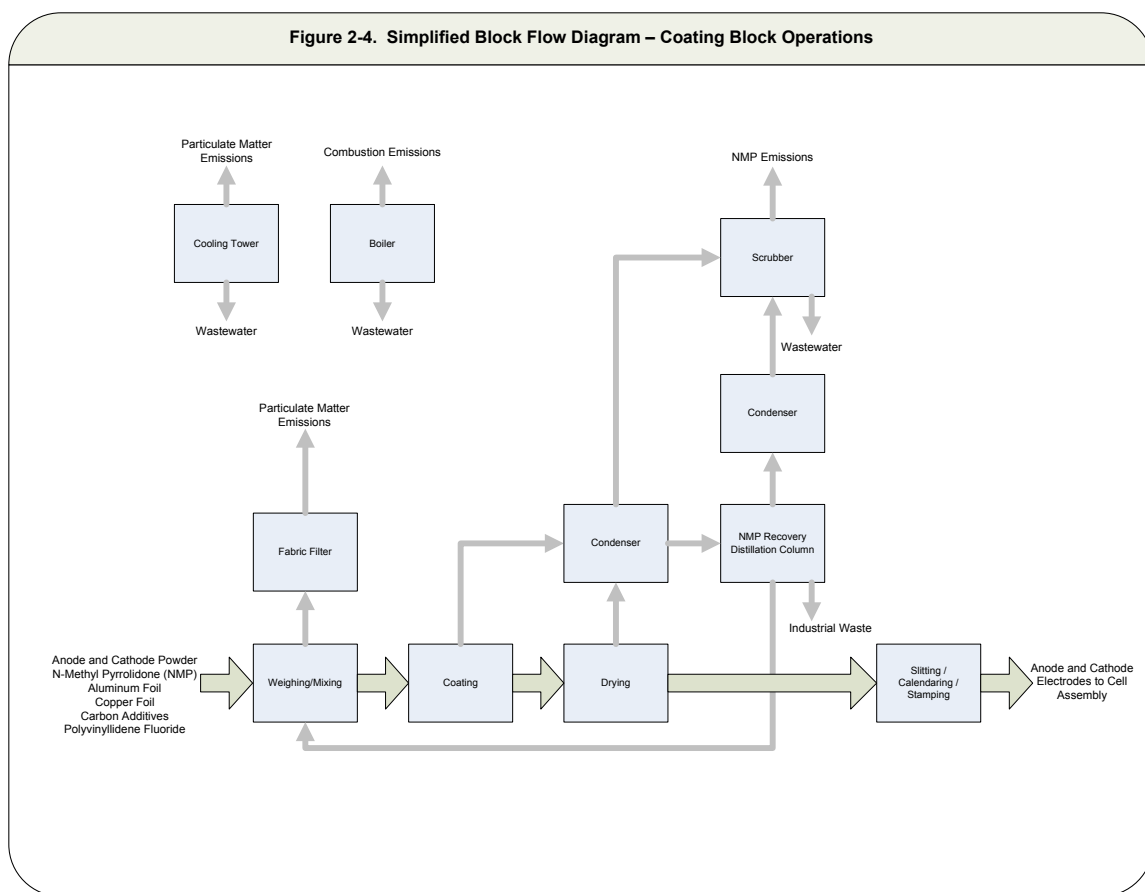 Figure 2-4.  Simplified Block Flow Diagram – Coating Block Operations
Particulate Matter
Emissions
Combustion Emissions
NMP Emissions
Cooling Tower
Boiler
Scrubber
Wastewater
Wastewater
Wastewater
Condenser
Particulate Matter
Emissions
Fabric Filter
Condenser
NMP Recovery
Distillation Column
Industrial Waste
Anode and Cathode Powder
N-Methyl Pyrrolidone (NMP)
Aluminum Foil
Copper Foil
Carbon Additives
Polyvinyllidene Fluoride
Weighing/Mixing
Coating
Drying
Slitting /
Calendaring /
Stamping
Anode and Cathode
Electrodes to Cell
Assembly